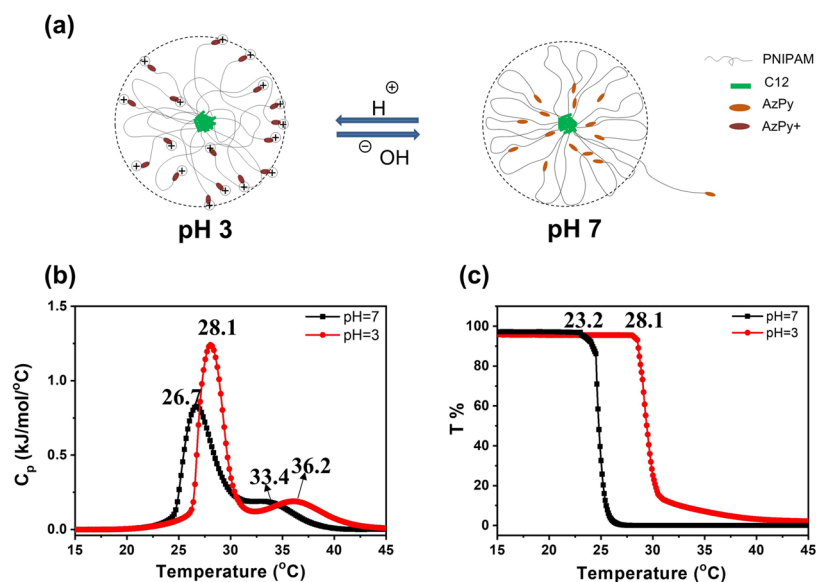 (a)
PNIPAM
C12
AzPy
AzPy+
H +
− OH
pH 3
pH 7
(b)
1.5
1.0
0.5
0.0
Cp (kJ/mol/°C)
28.1
26.7
33.4
36.2
pH=7
pH=3
15 20 25 30 35 40 45
Temperature (°C)
(c)
100
80
60
40
20
0
T %
23.2
28.1
pH=7
pH=3
15 20 25 30 35 40 45
Temperature (°C)